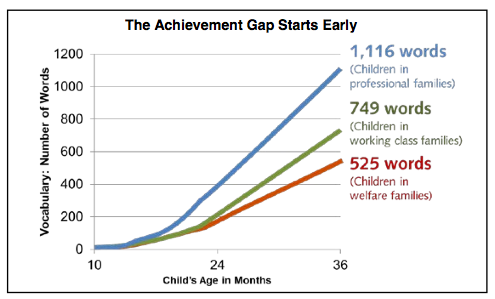 The Achievement Gap Starts Early
Vocabulary: Number of Words
1200
1000
800
600
400
200
0
10
24
36
Child's Age in Months
1,116 words
(Children in
professional families)
749 words
(Children in
working class families)
525 words
(Children in
welfare families)